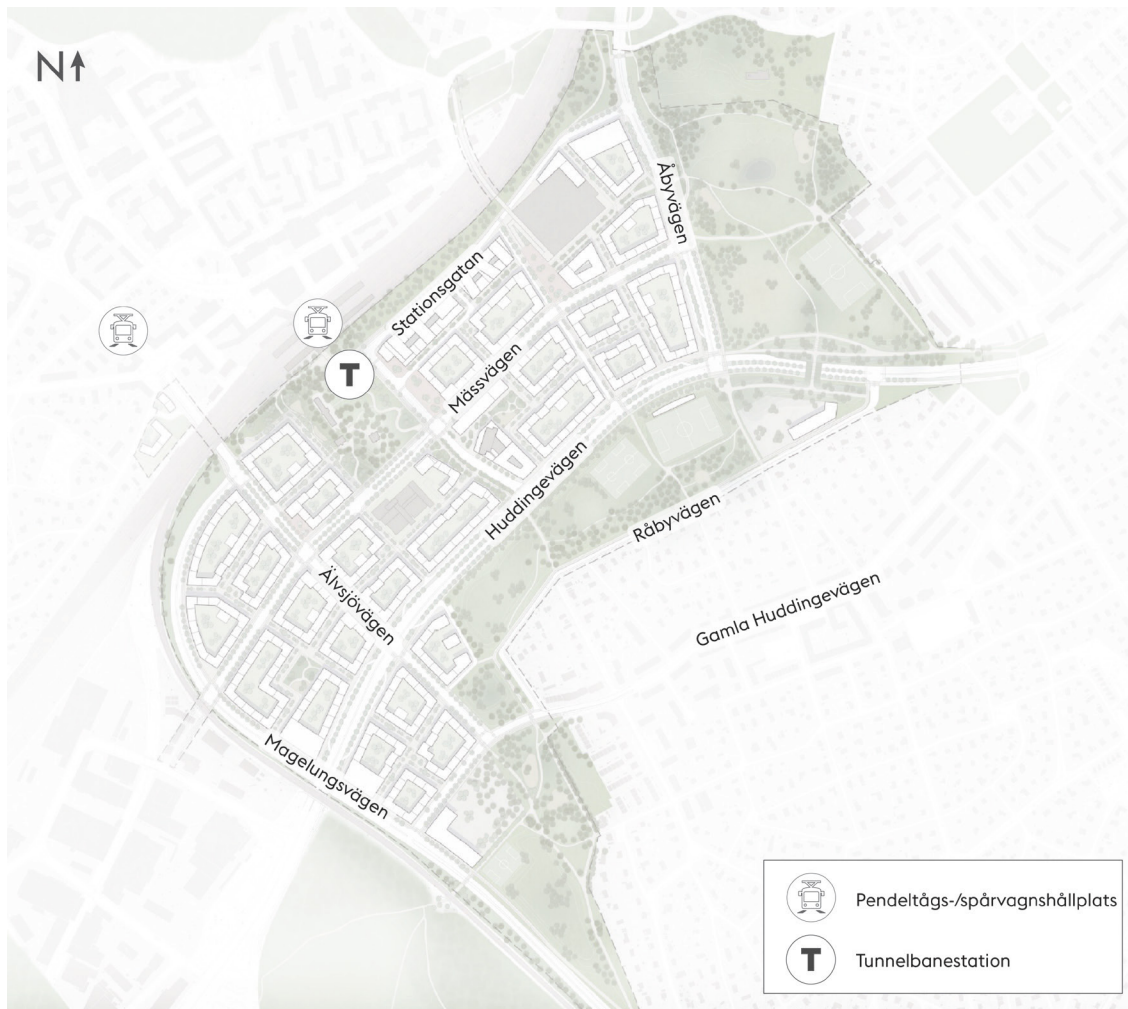 N
Åbyvägen
Stationsgatan
Mässvägen
T
Huddingevägen
Råbyvägen
Älvsjövägen
Gamla Huddingevägen
Magelungsvägen
Pendeltågs-/spårvagnshållplats
T
Tunnelbanestation